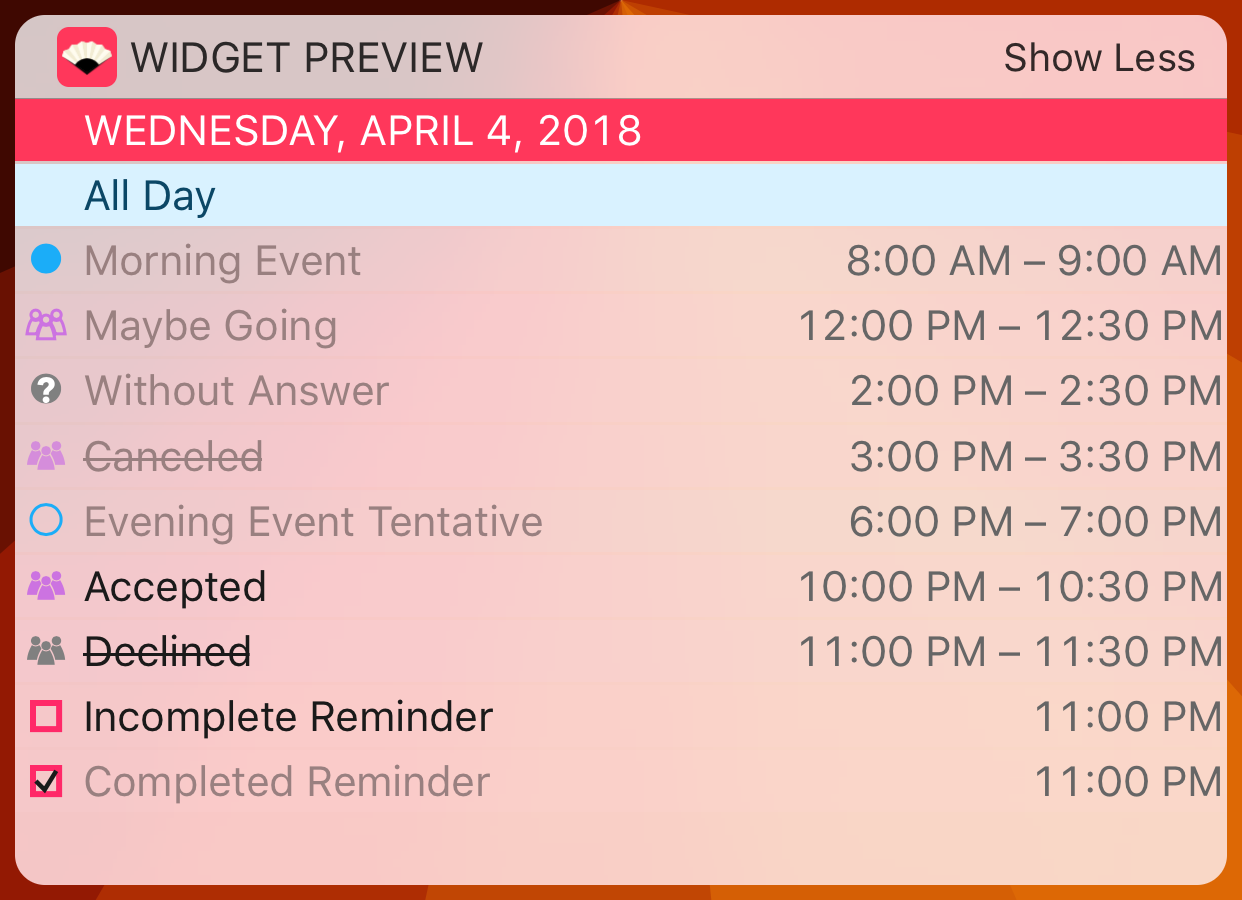 WIDGET PREVIEW Show Less
WEDNESDAY, APRIL 4, 2018
All Day
Morning Event 8:00 AM – 9:00 AM
Maybe Going 12:00 PM – 12:30 PM
? Without Answer 2:00 PM – 2:30 PM
Canceled 3:00 PM – 3:30 PM
Evening Event Tentative 6:00 PM – 7:00 PM
Accepted 10:00 PM – 10:30 PM
Declined 11:00 PM – 11:30 PM
Incomplete Reminder 11:00 PM
Completed Reminder 11:00 PM